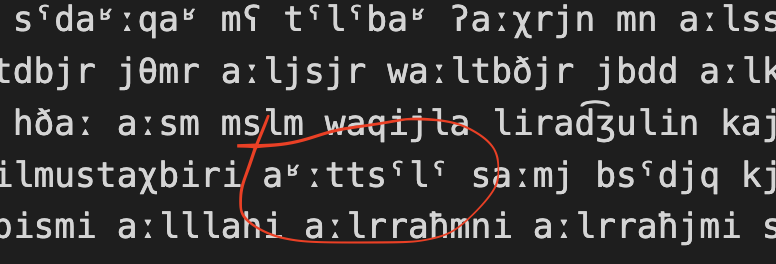 sˤdaʶːqaʶ mʕ tˤlˤbaʶ ʔaːχrjn mn aːlss
tdbjr jθmr aːljsjr waːltbðjr jbdd aːlk
hðaː aːsm mslm waqijla lirad͡ʒulin kaj
ilmustaχbiri aʶːttsˤlˤ saːmj bsˤdjq kj
bismi aːlllahi aːlrraħmni aːlrraħjmi s